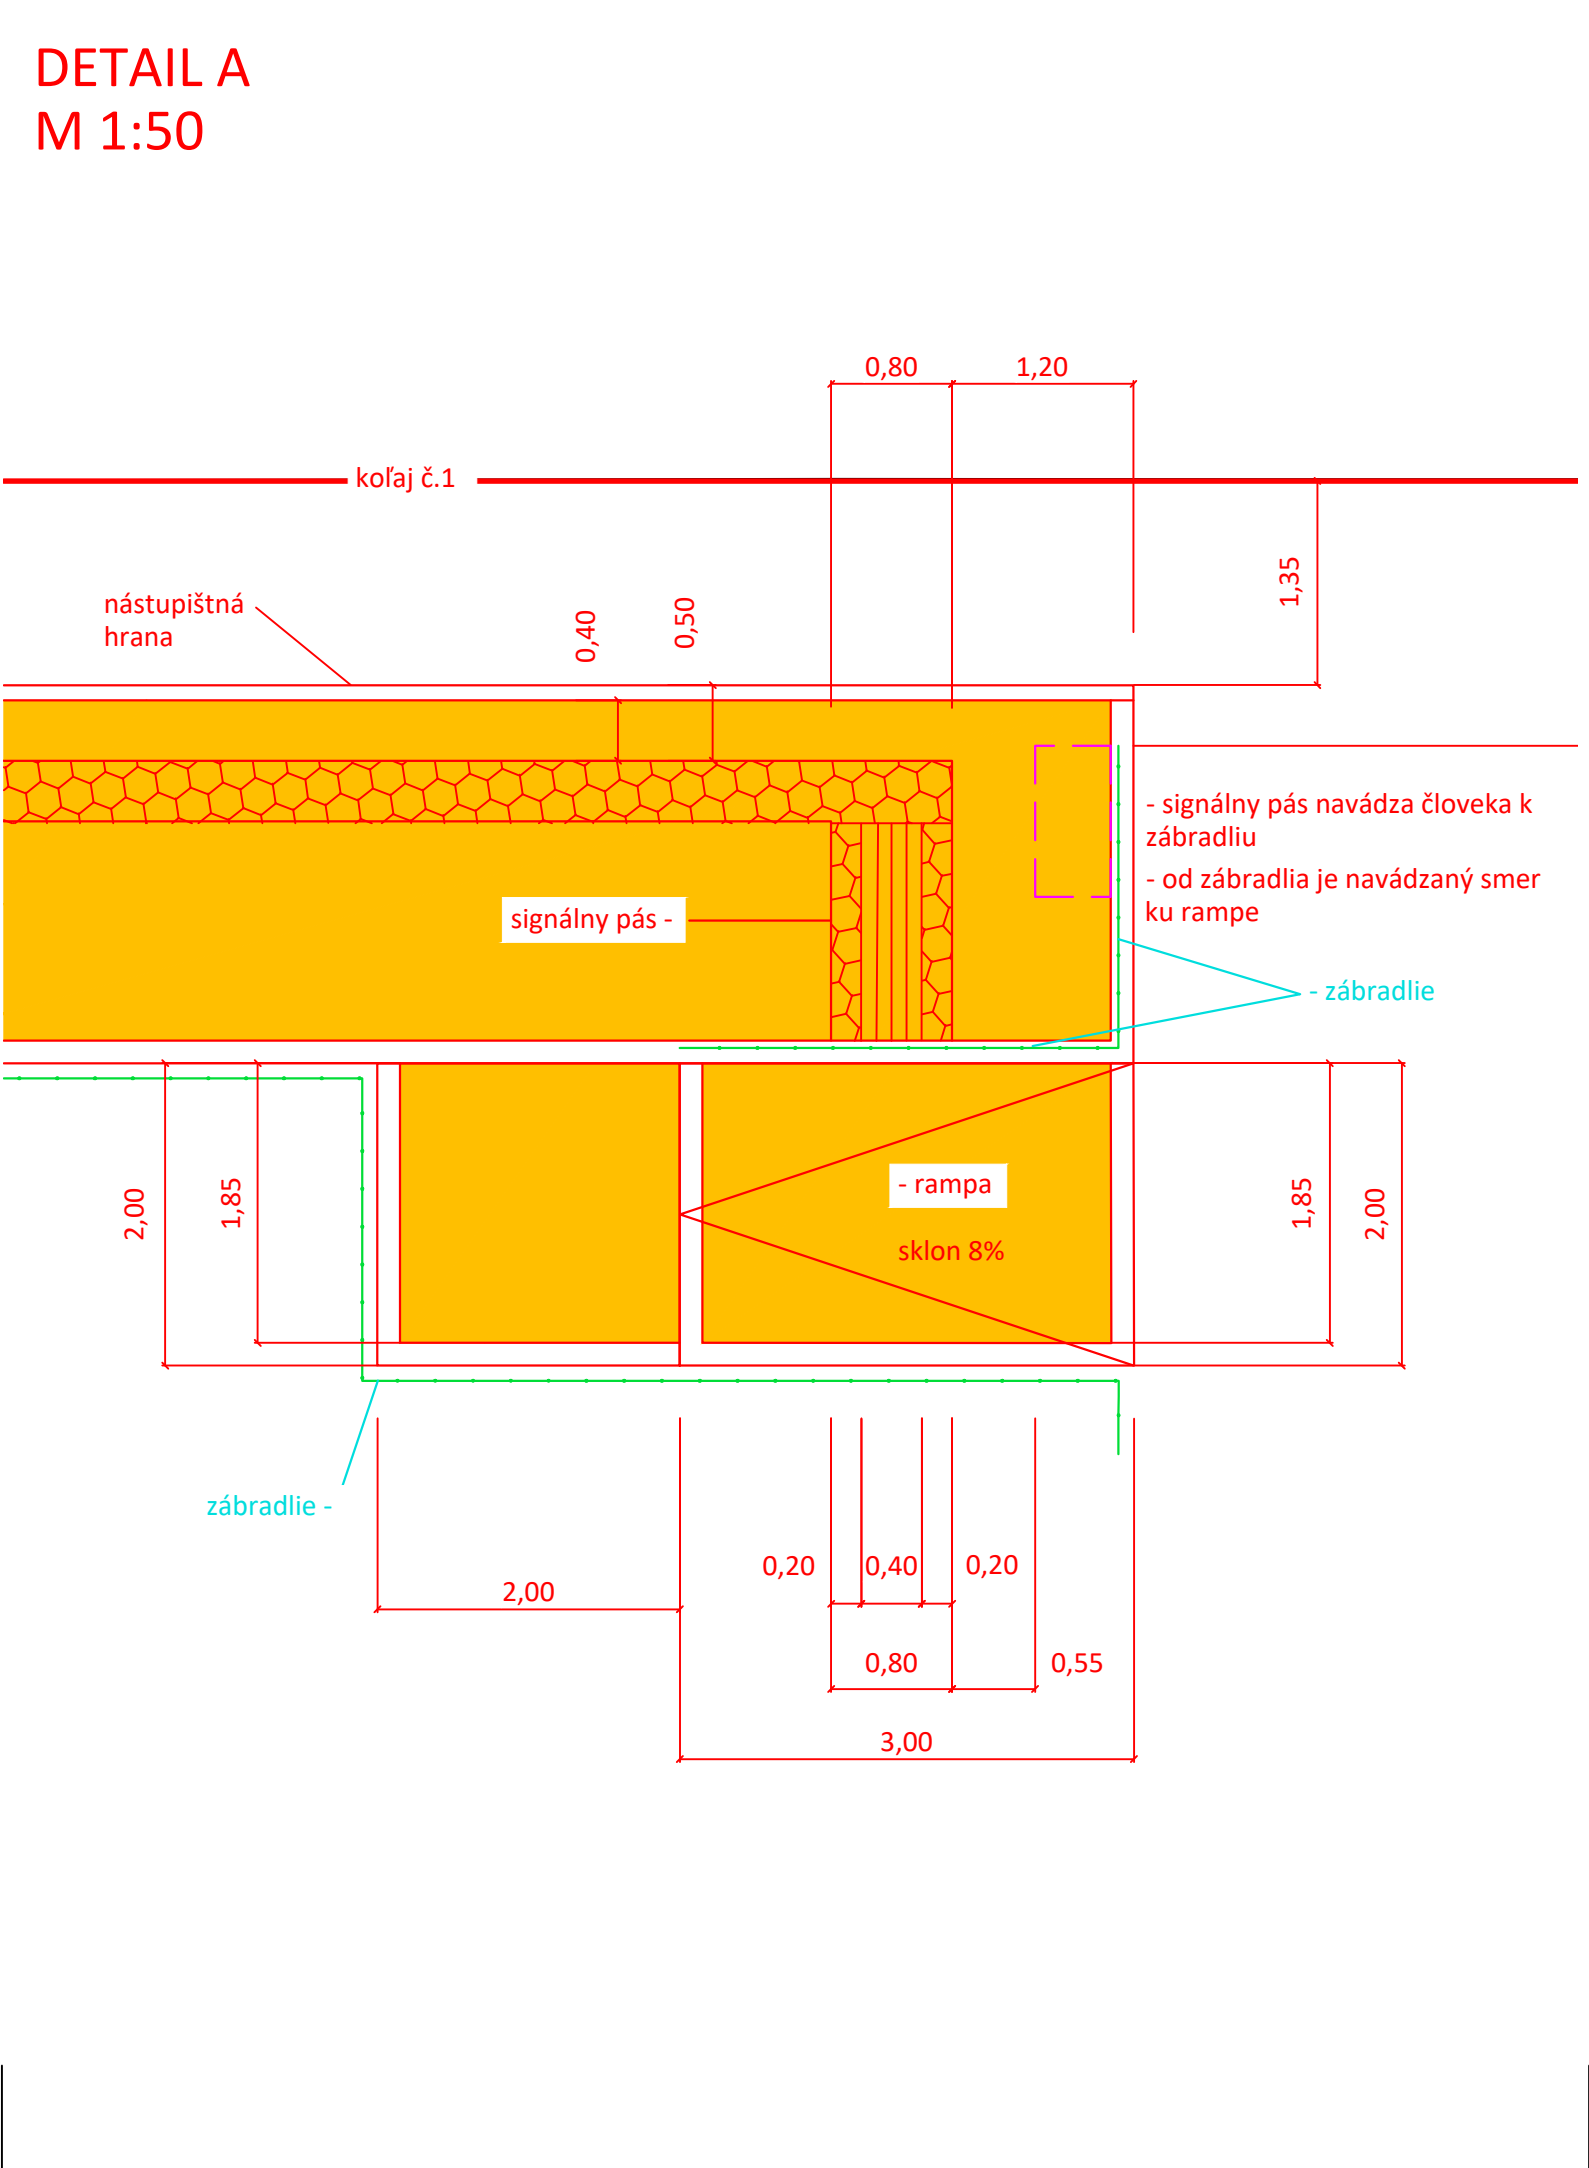 DETAIL A
M 1:50
0,80
1,20
koľaj č.1
1,35
nástupištná
hrana
0,40
0,50
- signálny pás navádza človeka k
zábradliu
- od zábradlia je navádzaný smer
ku rampe
signálny pás -
- zábradlie
2,00
1,85
- rampa
sklon 8%
1,85
2,00
zábradlie -
2,00
0,20
0,40
0,20
0,80
0,55
3,00